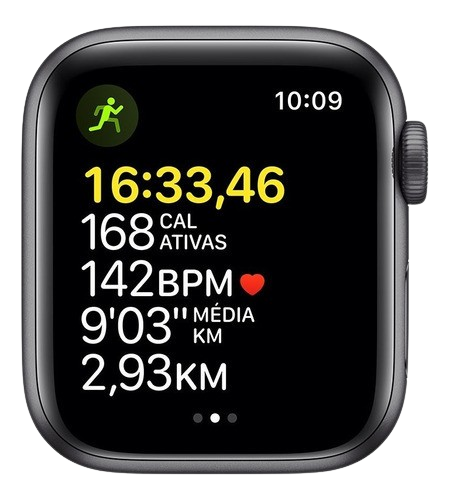 10:09
16:33,46
168 CAL
ATIVAS
142BPM
9'03" MÉDIA
KM
2,93KM